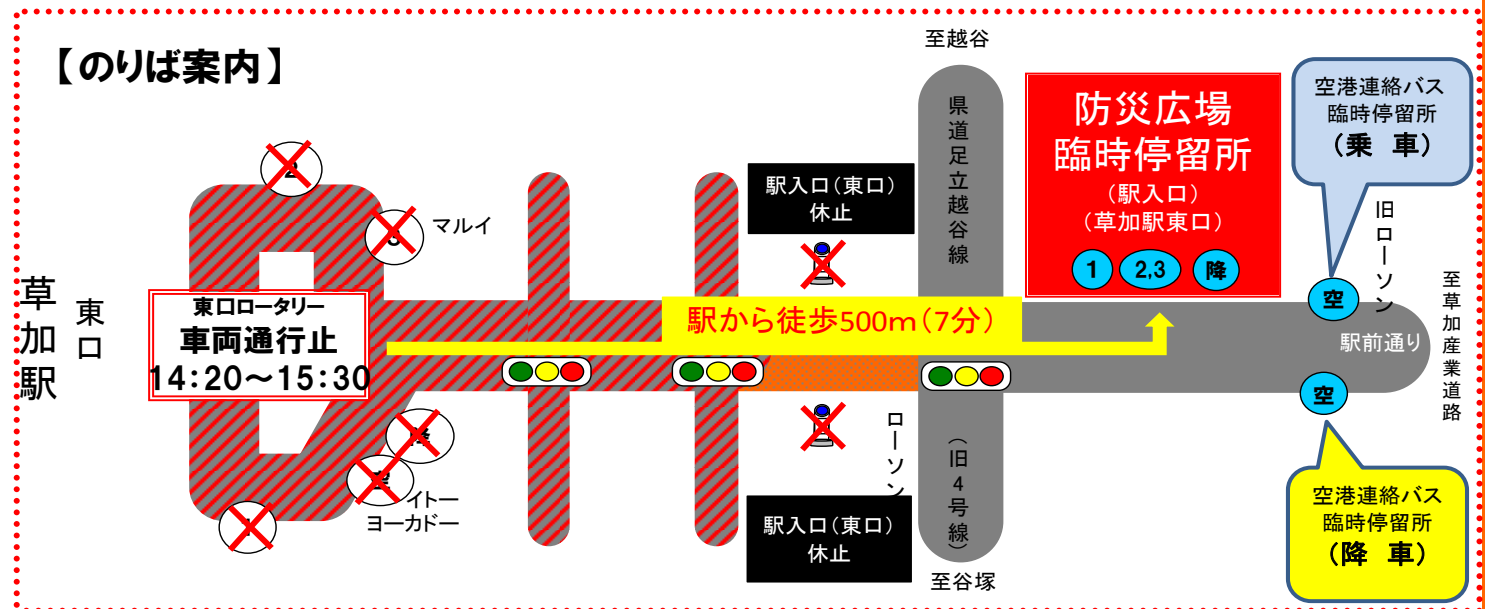 【のりば案内】
至越谷
県道足立越谷線
防災広場
臨時停留所
(駅入口)
(草加駅東口)
1
2,3
降
空港連絡バス
臨時停留所
(乗 車)
2
3
マルイ
駅入口(東口)
休止
旧ローソン
空
至草加産業道路
草加駅
東口
東口ロータリー
車両通行止
14:20~15:30
駅から徒歩500m(7分)
駅前通り
空
降
空
イトー
ヨーカドー
1
ローソン
(旧4号線)
駅入口(東口)
休止
至谷塚
空港連絡バス
臨時停留所
(降 車)